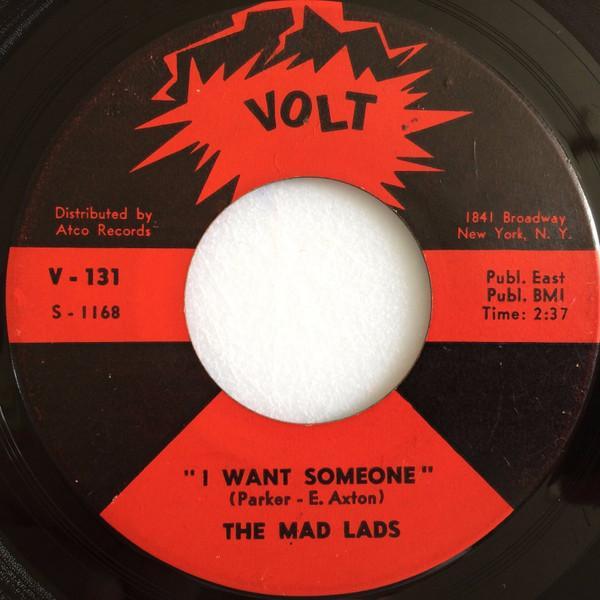 VOLT
Distributed by
Atco Records
1841 Broadway
New York, N. Y.
V - 131
S - 1168
Publ. East
Publ. BMI
Time: 2:37
"I WANT SOMEONE"
(Parker - E. Axton)
THE MAD LADS